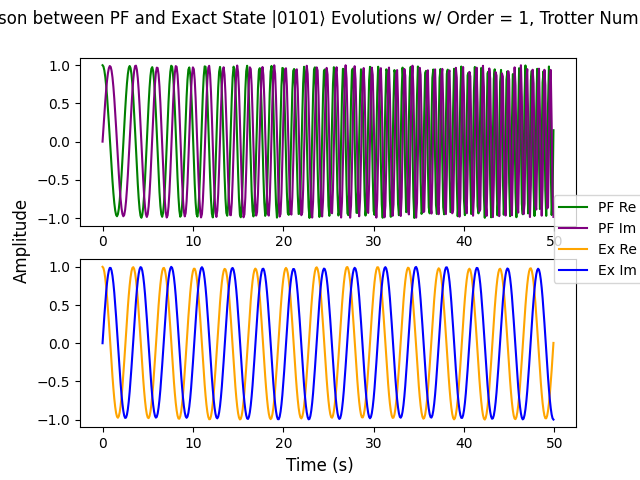 son between PF and Exact State |0101⟩ Evolutions w/ Order = 1, Trotter Num
1.0
0.5
0.0
−0.5
−1.0
0 10 20 30 40 50
PF Re
PF Im
Ex Re
Ex Im
Amplitude
1.0
0.5
0.0
−0.5
−1.0
0 10 20 30 40 50
Time (s)